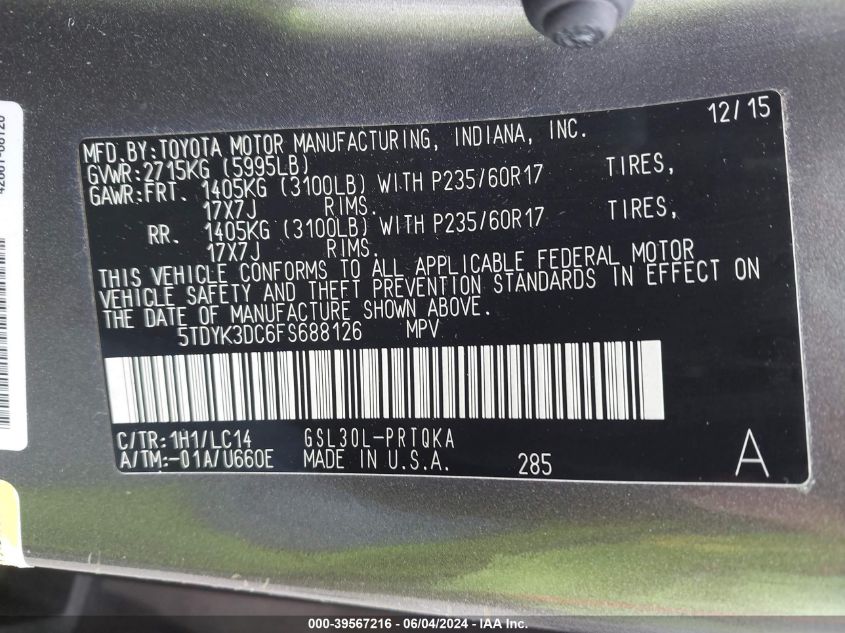 12/15
MFD.BY:TOYOTA MOTOR MANUFACTURING, INDIANA, INC.
GVWR:2715KG (5995LB)
GAWR:FRT. 1405KG (3100LB) WITH P235/60R17 TIRES,
17X7J RIMS.
RR. 1405KG (3100LB) WITH P235/60R17 TIRES,
17X7J RIMS.
THIS VEHICLE CONFORMS TO ALL APPLICABLE FEDERAL MOTOR
VEHICLE SAFETY AND THEFT PREVENTION STANDARDS IN EFFECT ON
THE DATE OF MANUFACTURE SHOWN ABOVE.
5TDYK3DC6FS688126 MPV
C/TR:1H1/LC14 GSL30L-PRTQKA
A/TM:-01A/U660E MADE IN U.S.A. 285 A
000-39567216 - 06/04/2024 - IAA Inc.